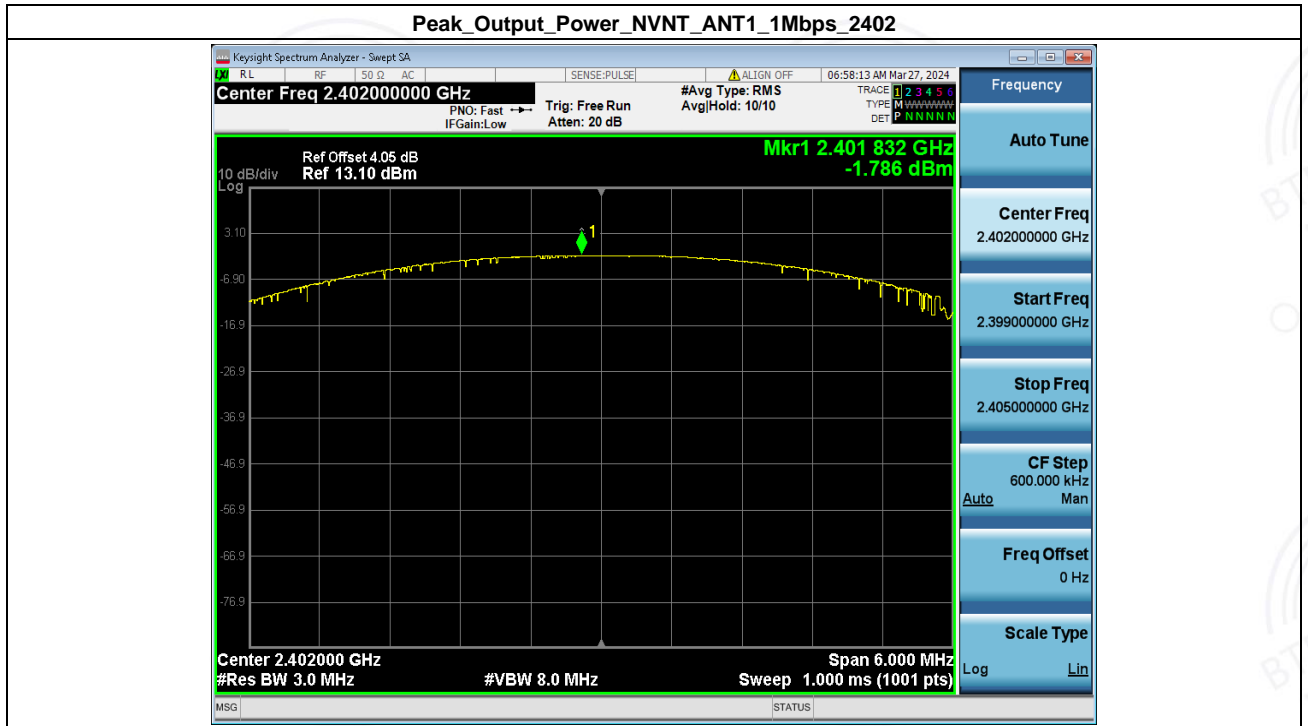 Peak_Output_Power_NVNT_ANT1_1Mbps_2402
Keysight Spectrum Analyzer - Swept SA
LXI RL RF 50 Ω AC SENSE:PULSE ALIGN OFF 06:58:13 AM Mar 27, 2024
Center Freq 2.402000000 GHz #Avg Type: RMS TRACE 1 2 3 4 5 6
PNO: Fast Trig: Free Run Avg|Hold: 10/10 TYPE M WWWWW
IFGain:Low Atten: 20 dB DET P N N N N N
Frequency
Auto Tune
Mkr1 2.401 832 GHz
-1.786 dBm
Ref Offset 4.05 dB
10 dB/div Ref 13.10 dBm
Log
1
3.10
-6.90
-16.9
-26.9
-36.9
-46.9
-56.9
-66.9
-76.9
Center Freq
2.402000000 GHz
Start Freq
2.399000000 GHz
Stop Freq
2.405000000 GHz
CF Step
600.000 kHz
Auto Man
Freq Offset
0 Hz
Scale Type
Log Lin
Center 2.402000 GHz Span 6.000 MHz
#Res BW 3.0 MHz #VBW 8.0 MHz Sweep 1.000 ms (1001 pts)
MSG STATUS